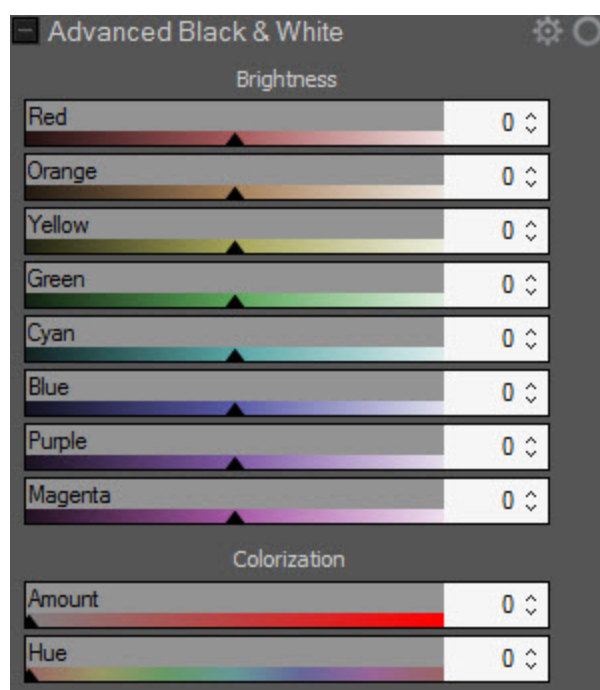 Advanced Black & White
Brightness
Red 0
Orange 0
Yellow 0
Green 0
Cyan 0
Blue 0
Purple 0
Magenta 0
Colorization
Amount 0
Hue 0